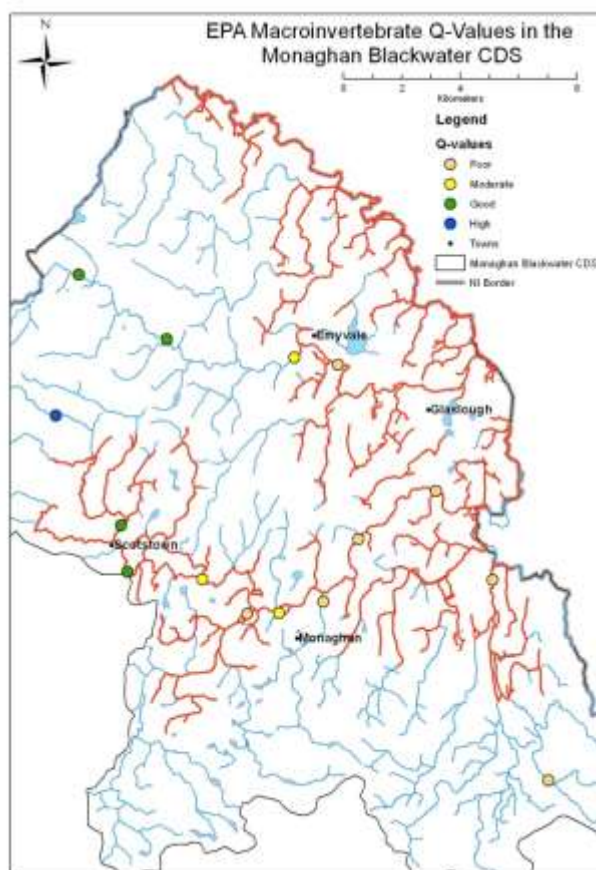 EPA Macroinvertebrate Q-Values in the
Monaghan Blackwater CDS
N
0 2 4 6 8
Kilometers
Legend
Q-values
Poor
Moderate
Good
High
Towns
Monaghan Blackwater CDS
NI Border
Emyvale
Glaslough
Scotstown
Monaghan